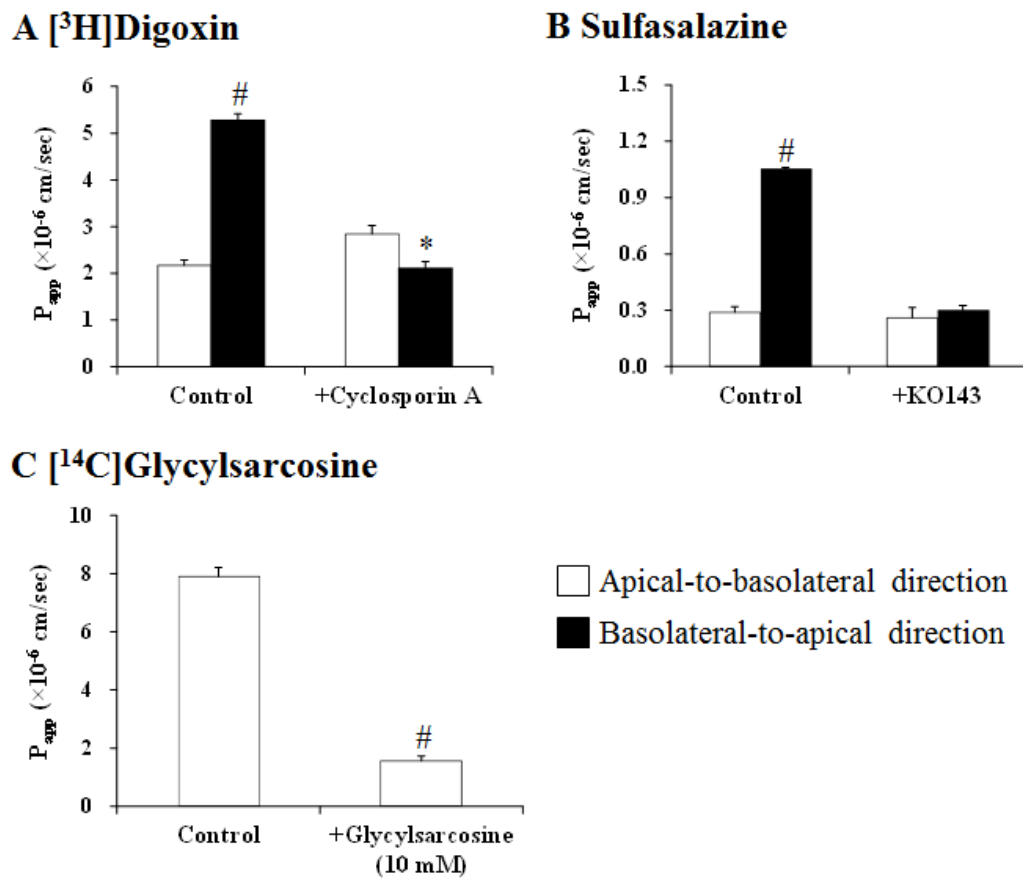 A [³H]Digoxin
B Sulfasalazine
P_app (×10⁻⁶ cm/sec)
6
5
4
3
2
1
0
#
*
Control
+Cyclosporin A
P_app (×10⁻⁶ cm/sec)
1.5
1.2
0.9
0.6
0.3
0.0
#
Control
+KO143
C [¹⁴C]Glycylsarcosine
P_app (×10⁻⁶ cm/sec)
10
8
6
4
2
0
#
Control
+Glycylsarcosine
(10 mM)
Apical-to-basolateral direction
Basolateral-to-apical direction